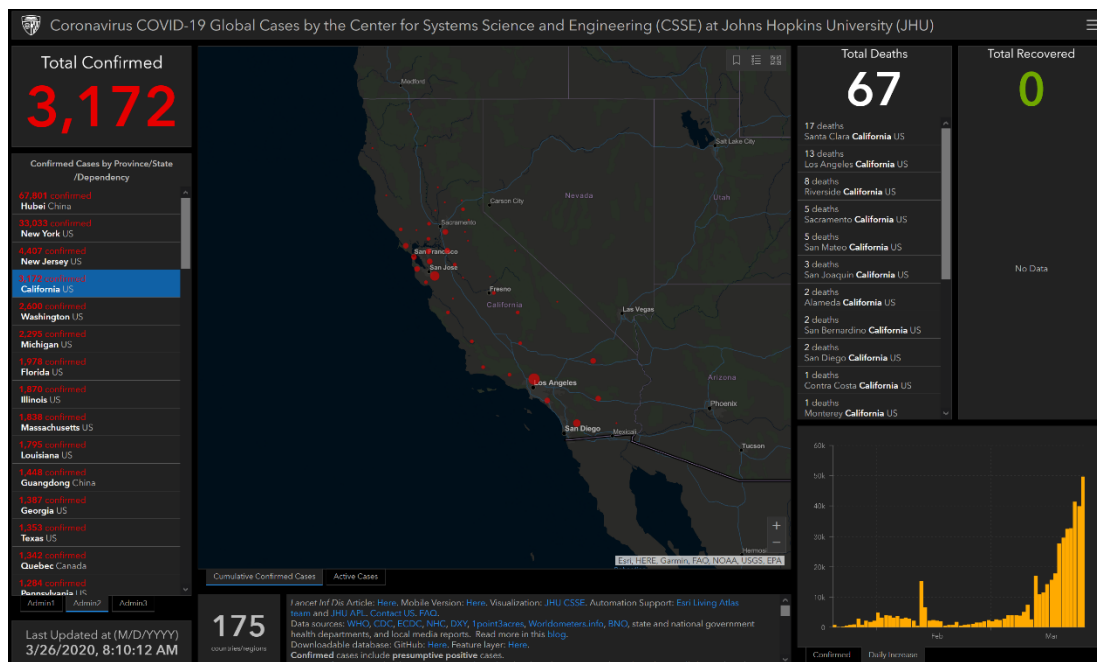 Coronavirus COVID-19 Global Cases by the Center for Systems Science and Engineering (CSSE) at Johns Hopkins University (JHU)
Total Confirmed
3,172
Confirmed Cases by Province/State
/Dependency
67,801 confirmed
Hubei China
33,033 confirmed
New York US
4,407 confirmed
New Jersey US
3,172 confirmed
California US
2,600 confirmed
Washington US
2,295 confirmed
Michigan US
1,978 confirmed
Florida US
1,870 confirmed
Illinois US
1,838 confirmed
Massachusetts US
1,795 confirmed
Louisiana US
1,448 confirmed
Guangdong China
1,387 confirmed
Georgia US
1,353 confirmed
Texas US
1,342 confirmed
Quebec Canada
1,284 confirmed
Pennsylvania US
Admin1
Admin2
Admin3
Last Updated at (M/D/YYYY)
3/26/2020, 8:10:12 AM
Medford
Salt Lake City
Nevada
Utah
Carson City
Sacramento
San Francisco
San Jose
Fresno
California
Las Vegas
Los Angeles
Arizona
Phoenix
San Diego
Mexicali
Tucson
Hermosillo
+
−
Esri, HERE, Garmin, FAO, NOAA, USGS, EPA
Cumulative Confirmed Cases
Active Cases
175
countries/regions
Lancet Inf Dis Article: Here. Mobile Version: Here. Visualization: JHU CSSE. Automation Support: Esri Living Atlas
team and JHU APL. Contact US. FAQ.
Data sources: WHO, CDC, ECDC, NHC, DXY, 1point3acres, Worldometers.info, BNO, state and national government
health departments, and local media reports. Read more in this blog.
Downloadable database: GitHub: Here. Feature layer: Here.
Confirmed cases include presumptive positive cases.
Total Deaths
67
17 deaths
Santa Clara California US
13 deaths
Los Angeles California US
8 deaths
Riverside California US
5 deaths
Sacramento California US
5 deaths
San Mateo California US
3 deaths
San Joaquin California US
2 deaths
Alameda California US
2 deaths
San Bernardino California US
2 deaths
San Diego California US
1 deaths
Contra Costa California US
1 deaths
Monterey California US
Total Recovered
0
No Data
60k
50k
40k
30k
20k
10k
0
Feb
Mar
Confirmed
Daily Increase